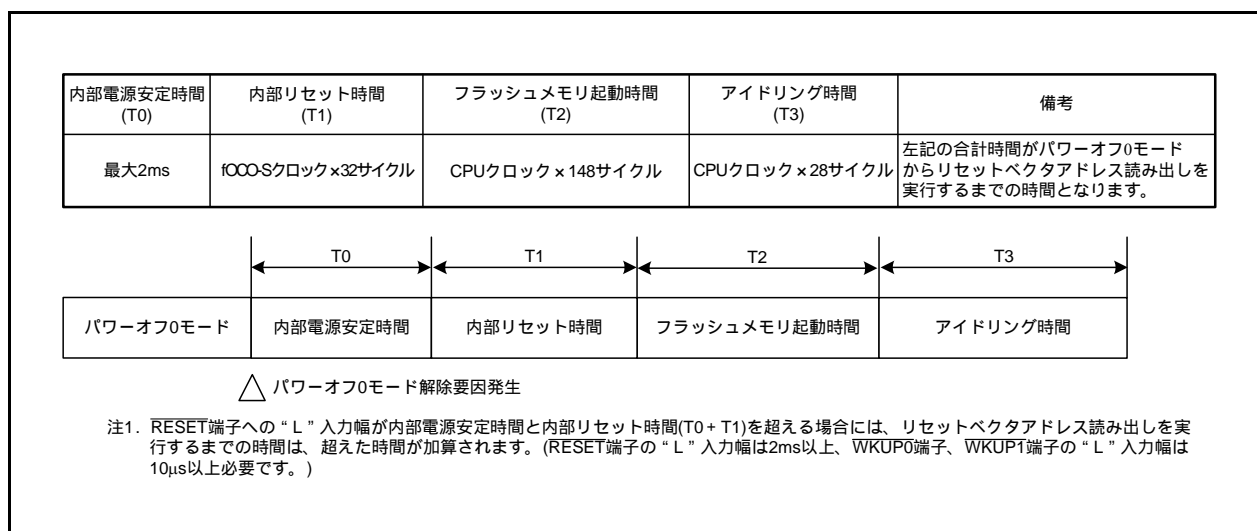 内部電源安定時間
(T0)
内部リセット時間
(T1)
フラッシュメモリ起動時間
(T2)
アイドリング時間
(T3)
備考
最大2ms
fOCO-Sクロック×32サイクル
CPUクロック×148サイクル
CPUクロック×28サイクル
左記の合計時間がパワーオフ0モード
からリセットベクタアドレス読み出しを
実行するまでの時間となります。
T0
T1
T2
T3
パワーオフ0モード
内部電源安定時間
内部リセット時間
フラッシュメモリ起動時間
アイドリング時間
パワーオフ0モード解除要因発生
注1. RESET端子への“L”入力幅が内部電源安定時間と内部リセット時間(T0+T1)を超える場合には、リセットベクタアドレス読み出しを実
行するまでの時間は、超えた時間が加算されます。(RESET端子の“L”入力幅は2ms以上、WKUP0端子、WKUP1端子の“L”入力幅は
10μs以上必要です。)